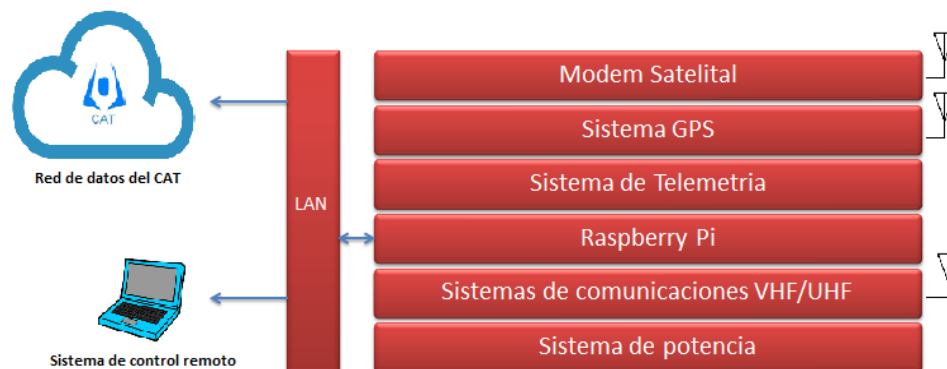 CAT
Red de datos del CAT
Sistema de control remoto
LAN
Modem Satelital
Sistema GPS
Sistema de Telemetria
Raspberry Pi
Sistemas de comunicaciones VHF/UHF
Sistema de potencia